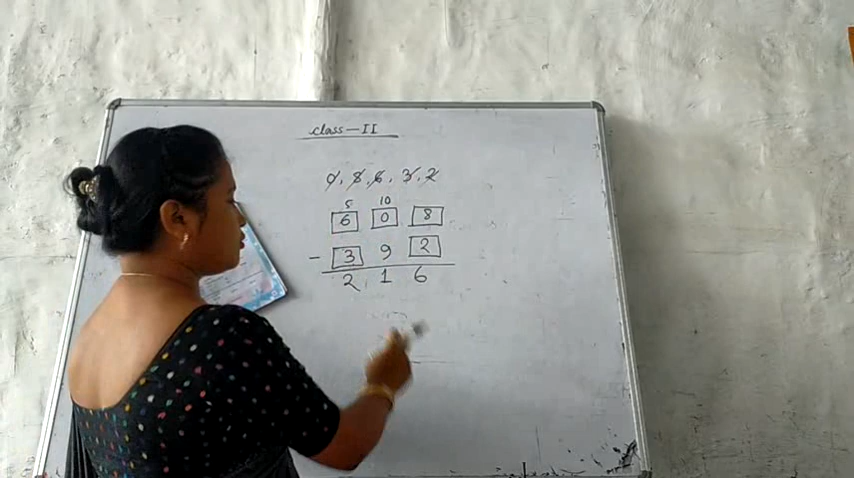 class-II
0, 8, 6, 3, 2
5 10
6 0 8
- 3 9 2
2 1 6